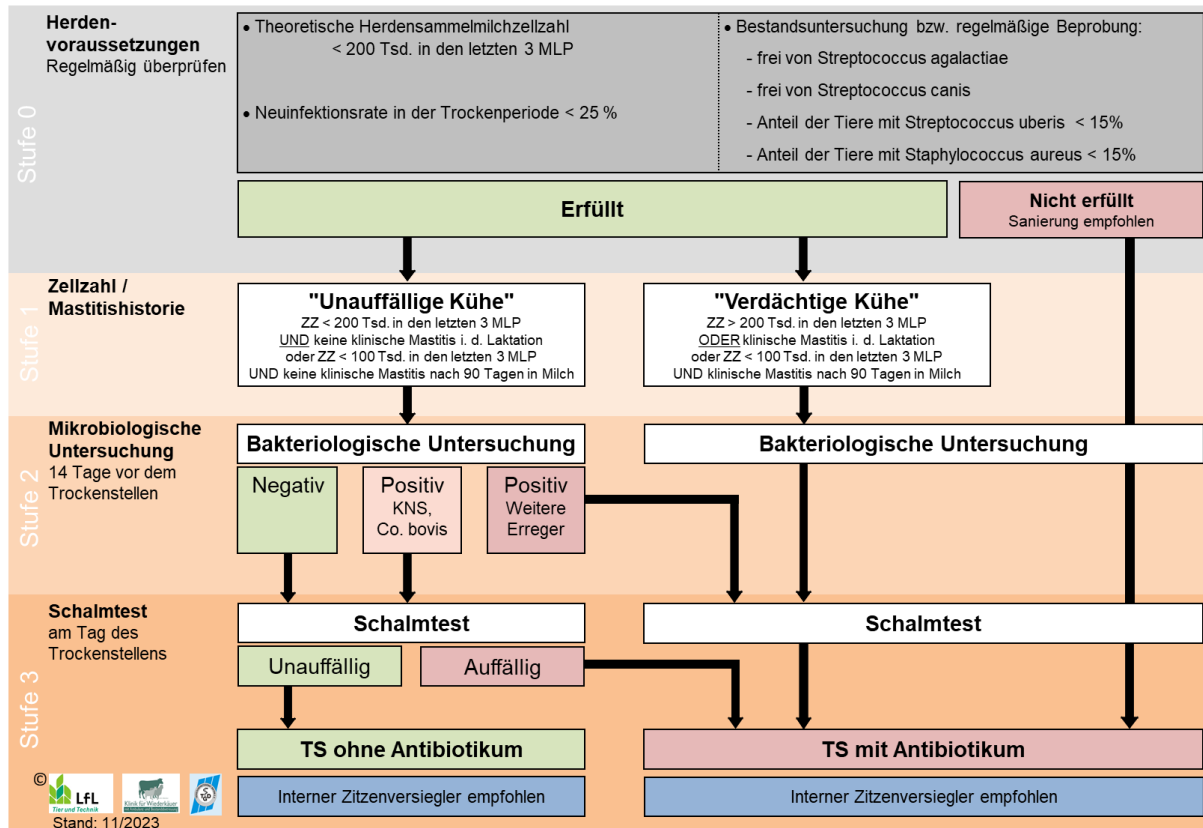 Stufe 0
Herden-
voraussetzungen
Regelmäßig überprüfen
• Theoretische Herdensammelmilchzellzahl
< 200 Tsd. in den letzten 3 MLP
• Neuinfektionsrate in der Trockenperiode < 25 %
• Bestandsuntersuchung bzw. regelmäßige Beprobung:
- frei von Streptococcus agalactiae
- frei von Streptococcus canis
- Anteil der Tiere mit Streptococcus uberis < 15%
- Anteil der Tiere mit Staphylococcus aureus < 15%
Erfüllt
Nicht erfüllt
Sanierung empfohlen
Stufe 1
Zellzahl /
Mastitishistorie
"Unauffällige Kühe"
ZZ < 200 Tsd. in den letzten 3 MLP
UND keine klinische Mastitis i. d. Laktation
oder ZZ < 100 Tsd. in den letzten 3 MLP
UND keine klinische Mastitis nach 90 Tagen in Milch
"Verdächtige Kühe"
ZZ > 200 Tsd. in den letzten 3 MLP
ODER klinische Mastitis i. d. Laktation
oder ZZ < 100 Tsd. in den letzten 3 MLP
UND klinische Mastitis nach 90 Tagen in Milch
Stufe 2
Mikrobiologische
Untersuchung
14 Tage vor dem
Trockenstellen
Bakteriologische Untersuchung
Negativ
Positiv
KNS,
Co. bovis
Positiv
Weitere
Erreger
Bakteriologische Untersuchung
Stufe 3
Schalmtest
am Tag des
Trockenstellens
Schalmtest
Unauffällig
Auffällig
Schalmtest
TS ohne Antibiotikum
TS mit Antibiotikum
Interner Zitzenversiegler empfohlen
Interner Zitzenversiegler empfohlen
©
LfL
Tier und Technik
Klinik für Wiederkäuer
Stand: 11/2023